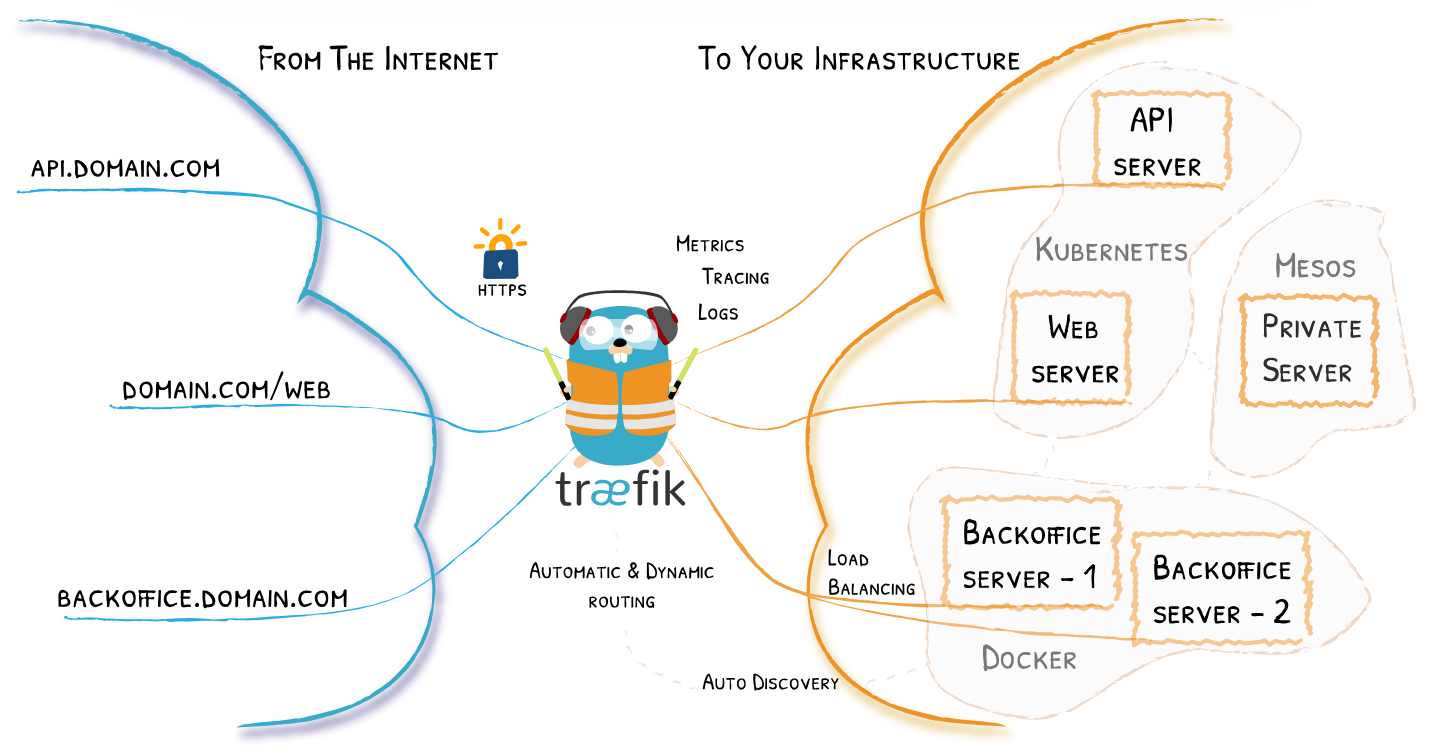 From The Internet
To Your Infrastructure
API
server
api.domain.com
Metrics
Tracing
Logs
Kubernetes
Mesos
HTTPS
Web
server
Private
Server
domain.com/web
træfik
Backoffice
server - 1
Backoffice
server - 2
Load
Balancing
Automatic & Dynamic
routing
backoffice.domain.com
Docker
Auto Discovery